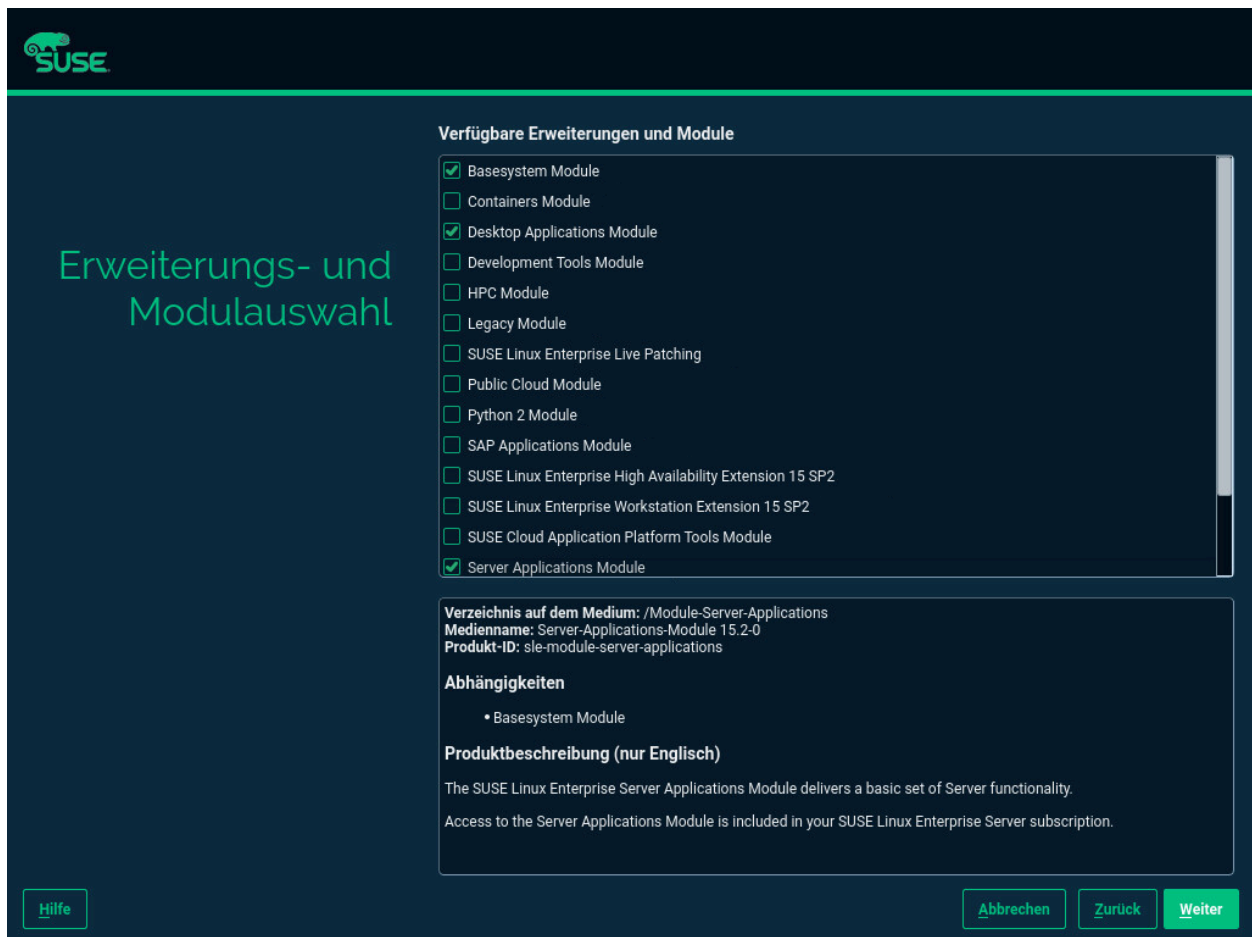 SUSE
Verfügbare Erweiterungen und Module
Basesystem Module
Containers Module
Desktop Applications Module
Development Tools Module
HPC Module
Legacy Module
SUSE Linux Enterprise Live Patching
Public Cloud Module
Python 2 Module
SAP Applications Module
SUSE Linux Enterprise High Availability Extension 15 SP2
SUSE Linux Enterprise Workstation Extension 15 SP2
SUSE Cloud Application Platform Tools Module
Server Applications Module
Erweiterungs- und
Modulauswahl
Verzeichnis auf dem Medium: /Module-Server-Applications
Medienname: Server-Applications-Module 15.2-0
Produkt-ID: sle-module-server-applications
Abhängigkeiten
• Basesystem Module
Produktbeschreibung (nur Englisch)
The SUSE Linux Enterprise Server Applications Module delivers a basic set of Server functionality.
Access to the Server Applications Module is included in your SUSE Linux Enterprise Server subscription.
Hilfe
Abbrechen
Zurück
Weiter